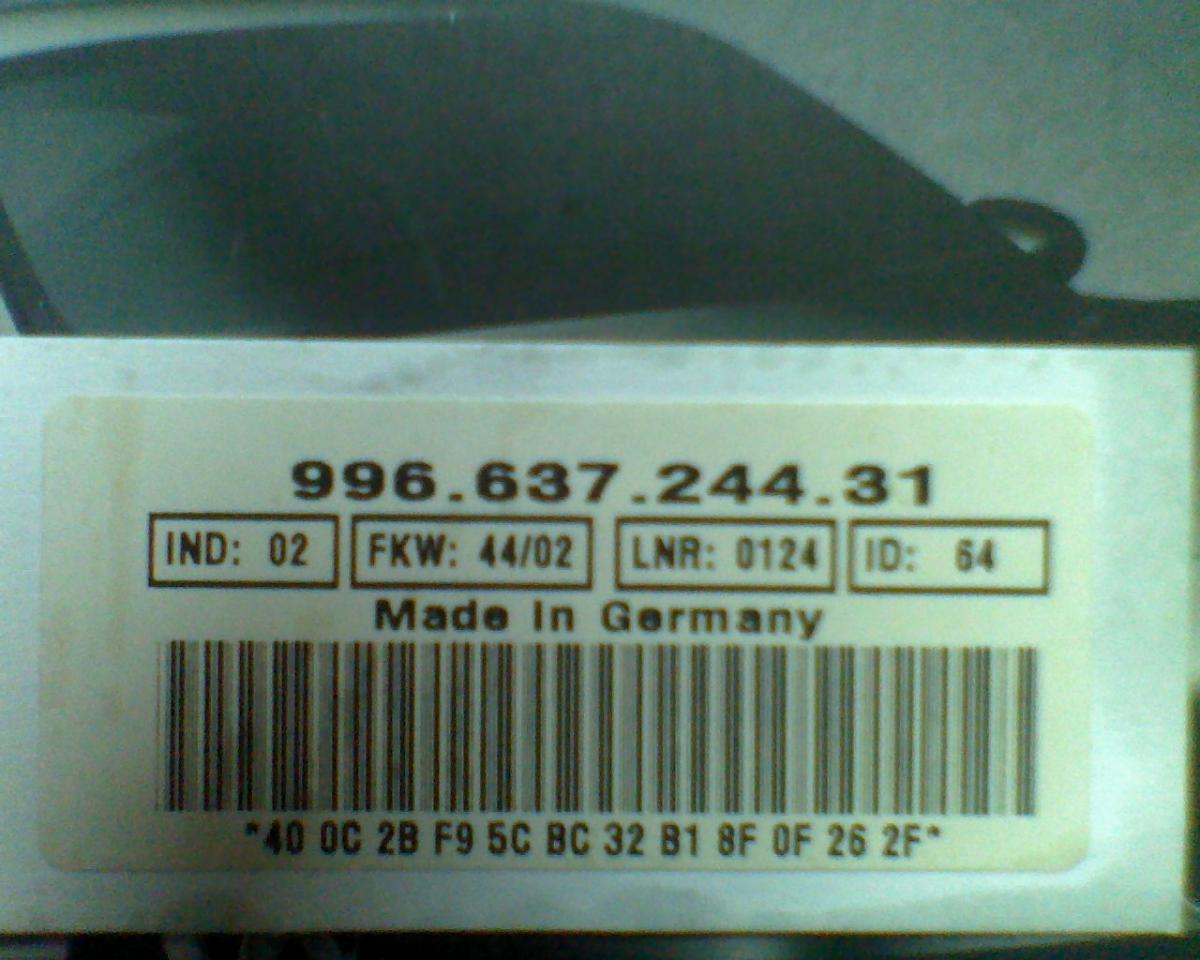 996.637.244.31
IND: 02 FKW: 44/02 LNR: 0124 ID: 64
Made In Germany
*40 0C 2B F9 5C BC 32 B1 8F 0F 26 2F*